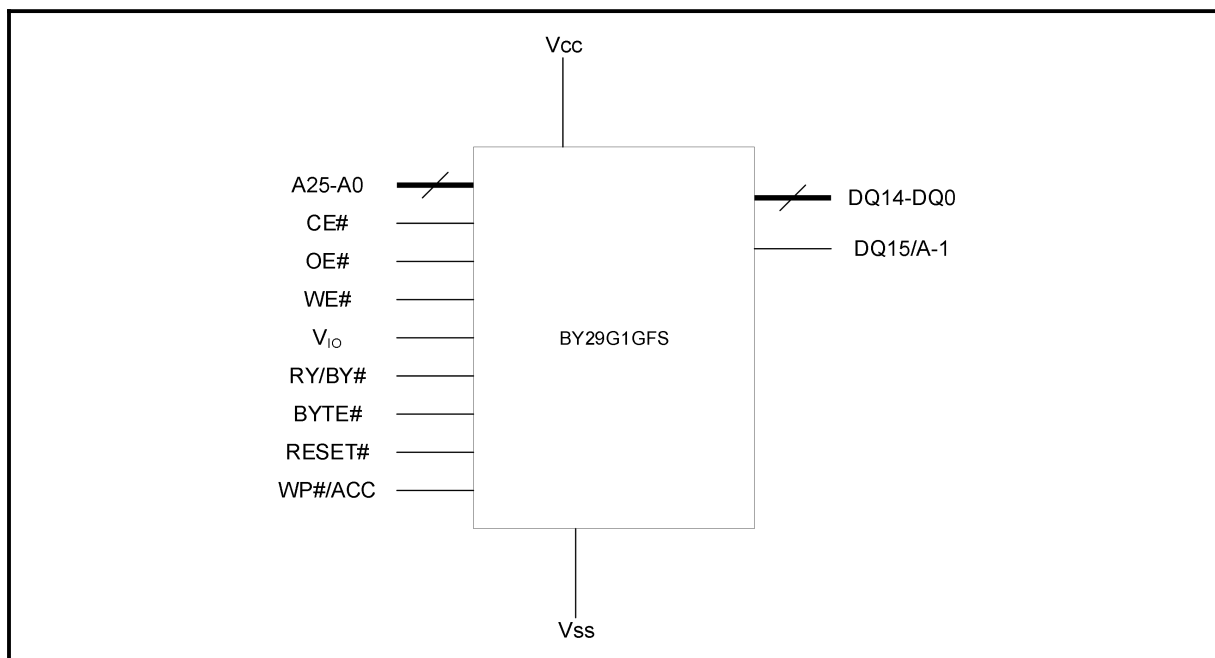 Vcc
A25-A0
CE#
OE#
WE#
VIO
RY/BY#
BYTE#
RESET#
WP#/ACC
BY29G1GFS
DQ14-DQ0
DQ15/A-1
Vss